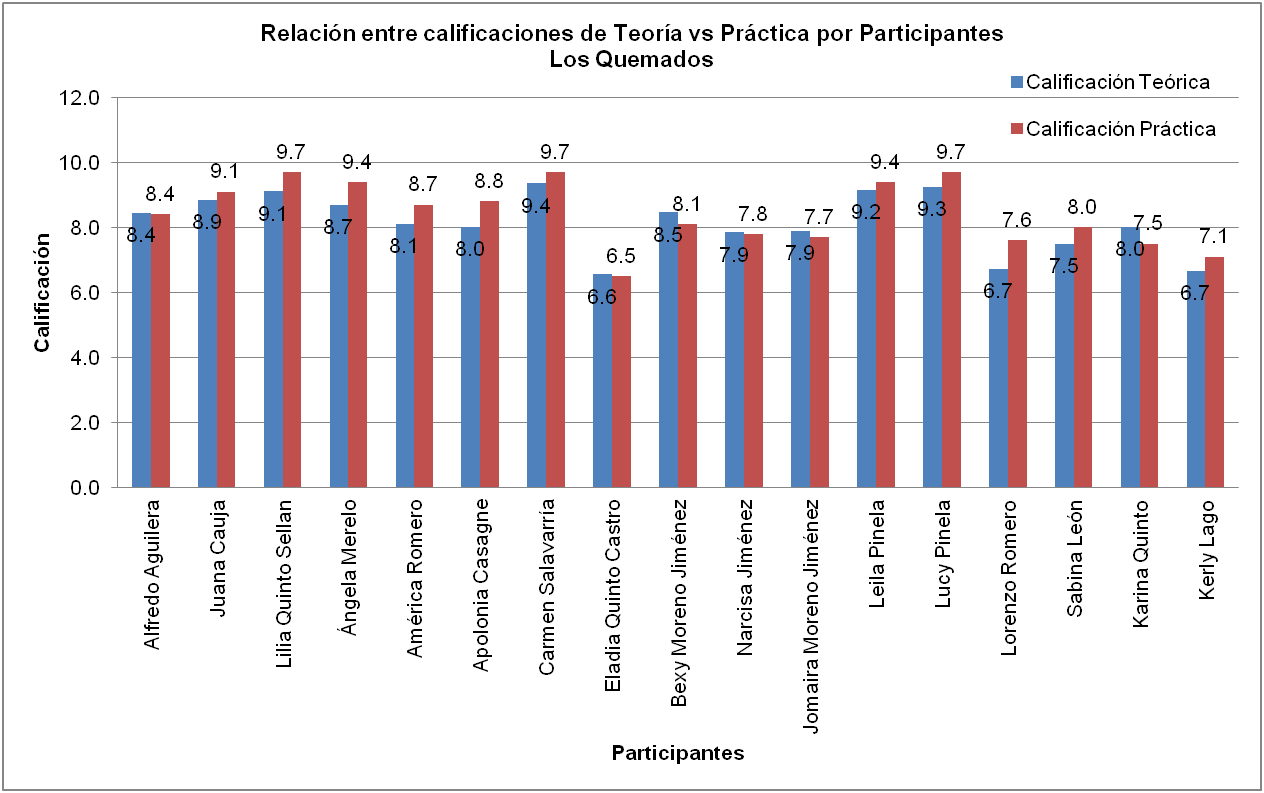 Relación entre calificaciones de Teoría vs Práctica por Participantes
Los Quemados
Calificación Teórica
Calificación Práctica
Calificación
12.0
10.0
8.0
6.0
4.0
2.0
0.0
8.4
8.4
8.9
9.1
9.1
9.7
8.7
9.4
8.1
8.7
8.0
8.8
9.4
9.7
6.6
6.5
8.5
8.1
7.9
7.8
7.9
7.7
9.2
9.4
9.3
9.7
6.7
7.6
7.5
8.0
8.0
7.5
6.7
7.1
Alfredo Aguilera
Juana Cauja
Lilia Quinto Sellan
Ángela Merelo
América Romero
Apolonia Casagne
Carmen Salavarría
Eladia Quinto Castro
Bexy Moreno Jiménez
Narcisa Jiménez
Jomaira Moreno Jiménez
Leila Pinela
Lucy Pinela
Lorenzo Romero
Sabina León
Karina Quinto
Kerly Lago
Participantes